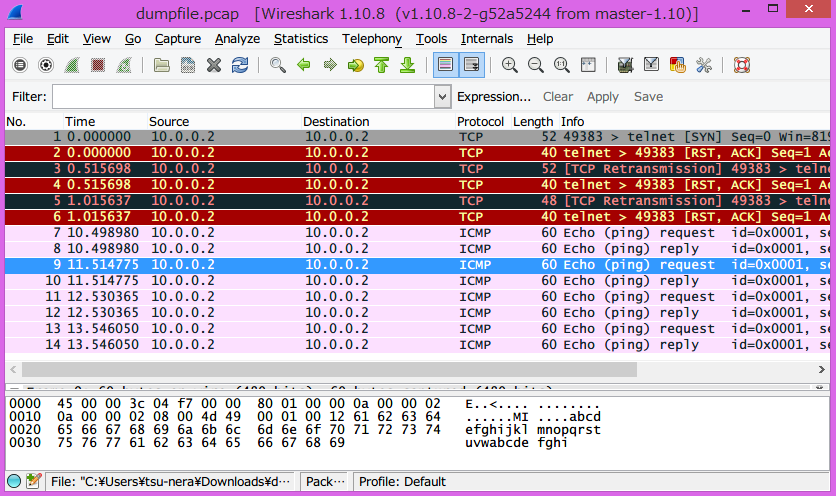 dumpfile.pcap [Wireshark 1.10.8 (v1.10.8-2-g52a5244 from master-1.10)]
File Edit View Go Capture Analyze Statistics Telephony Tools Internals Help
Filter: Expression... Clear Apply Save
No. Time Source Destination Protocol Length Info
1 0.000000 10.0.0.2 10.0.0.2 TCP 52 49383 > telnet [SYN] Seq=0 Win=819
2 0.000000 10.0.0.2 10.0.0.2 TCP 40 telnet > 49383 [RST, ACK] Seq=1 Ac
3 0.515698 10.0.0.2 10.0.0.2 TCP 52 [TCP Retransmission] 49383 > telne
4 0.515698 10.0.0.2 10.0.0.2 TCP 40 telnet > 49383 [RST, ACK] Seq=1 Ac
5 1.015637 10.0.0.2 10.0.0.2 TCP 48 [TCP Retransmission] 49383 > telne
6 1.015637 10.0.0.2 10.0.0.2 TCP 40 telnet > 49383 [RST, ACK] Seq=1 Ac
7 10.498980 10.0.0.2 10.0.0.2 ICMP 60 Echo (ping) request id=0x0001, se
8 10.498980 10.0.0.2 10.0.0.2 ICMP 60 Echo (ping) reply id=0x0001, se
9 11.514775 10.0.0.2 10.0.0.2 ICMP 60 Echo (ping) request id=0x0001, se
10 11.514775 10.0.0.2 10.0.0.2 ICMP 60 Echo (ping) reply id=0x0001, se
11 12.530365 10.0.0.2 10.0.0.2 ICMP 60 Echo (ping) request id=0x0001, se
12 12.530365 10.0.0.2 10.0.0.2 ICMP 60 Echo (ping) reply id=0x0001, se
13 13.546050 10.0.0.2 10.0.0.2 ICMP 60 Echo (ping) request id=0x0001, se
14 13.546050 10.0.0.2 10.0.0.2 ICMP 60 Echo (ping) reply id=0x0001, se
0000 45 00 00 3c 04 f7 00 00 80 01 00 00 0a 00 00 02 E..<.... ........
0010 0a 00 00 02 08 00 4d 49 00 01 00 12 61 62 63 64 ......MI ....abcd
0020 65 66 67 68 69 6a 6b 6c 6d 6e 6f 70 71 72 73 74 efghijkl mnopqrst
0030 75 76 77 61 62 63 64 65 66 67 68 69 uvwabcde fghi
File: "C:¥Users¥tsu-nera¥Downloads¥d··· Pack··· Profile: Default